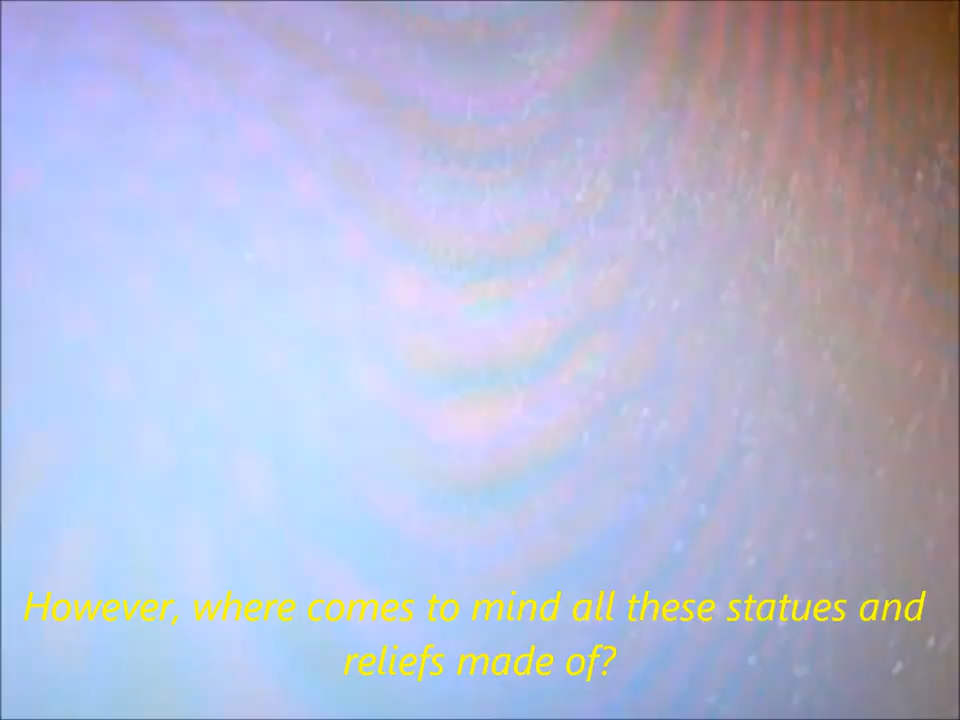 However, where comes to mind all these statues and
reliefs made of?